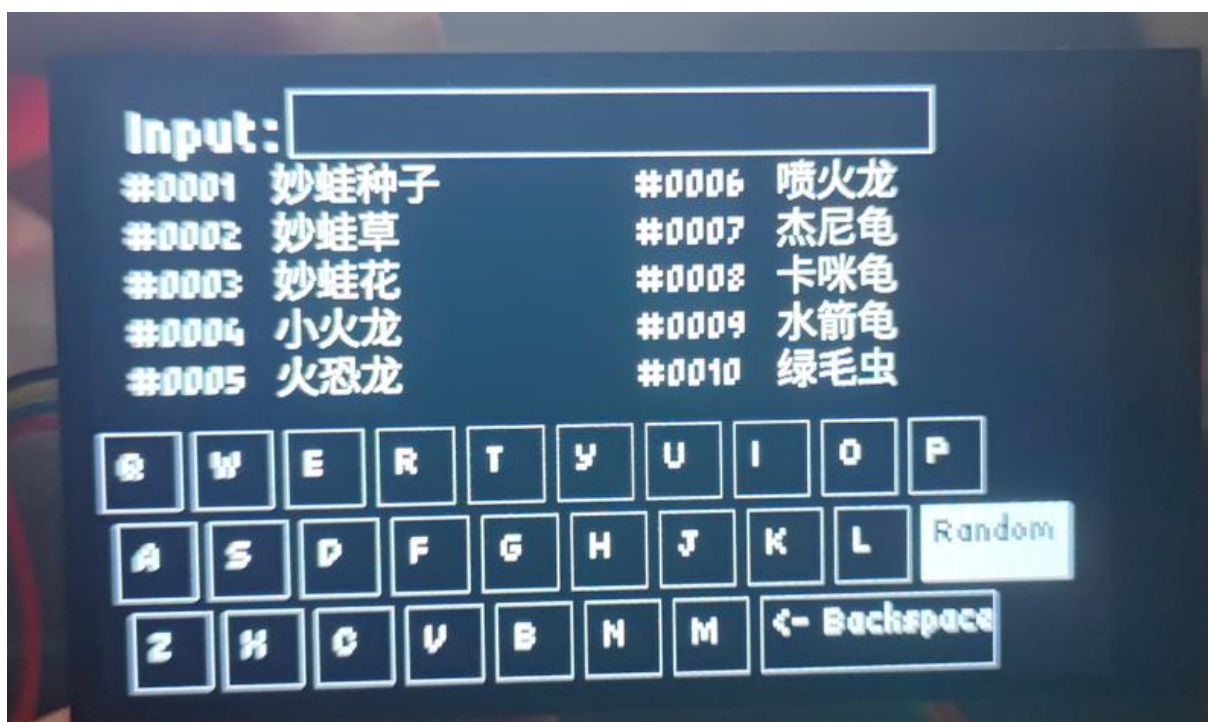 Input:
#0001 妙蛙种子 #0006 喷火龙
#0002 妙蛙草 #0007 杰尼龟
#0003 妙蛙花 #0008 卡咪龟
#0004 小火龙 #0009 水箭龟
#0005 火恐龙 #0010 绿毛虫
Q W E R T Y U I O P
A S D F G H J K L Random
Z X C V B N M <- Backspace